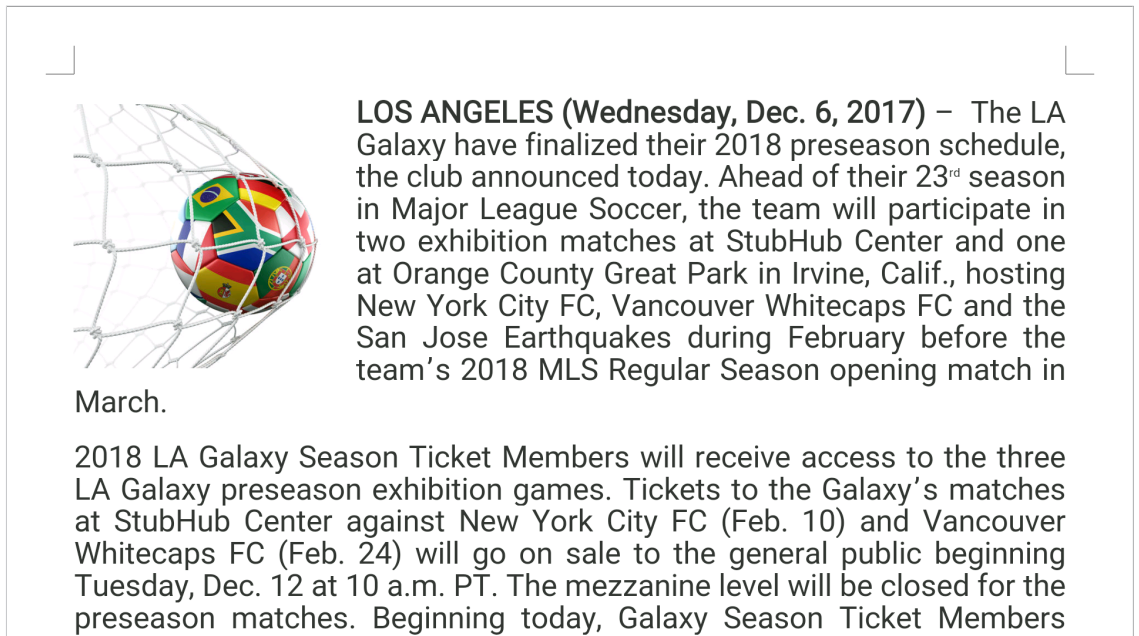 LOS ANGELES (Wednesday, Dec. 6, 2017) – The LA
Galaxy have finalized their 2018 preseason schedule,
the club announced today. Ahead of their 23rd season
in Major League Soccer, the team will participate in
two exhibition matches at StubHub Center and one
at Orange County Great Park in Irvine, Calif., hosting
New York City FC, Vancouver Whitecaps FC and the
San Jose Earthquakes during February before the
team’s 2018 MLS Regular Season opening match in
March.
2018 LA Galaxy Season Ticket Members will receive access to the three
LA Galaxy preseason exhibition games. Tickets to the Galaxy’s matches
at StubHub Center against New York City FC (Feb. 10) and Vancouver
Whitecaps FC (Feb. 24) will go on sale to the general public beginning
Tuesday, Dec. 12 at 10 a.m. PT. The mezzanine level will be closed for the
preseason matches. Beginning today, Galaxy Season Ticket Members